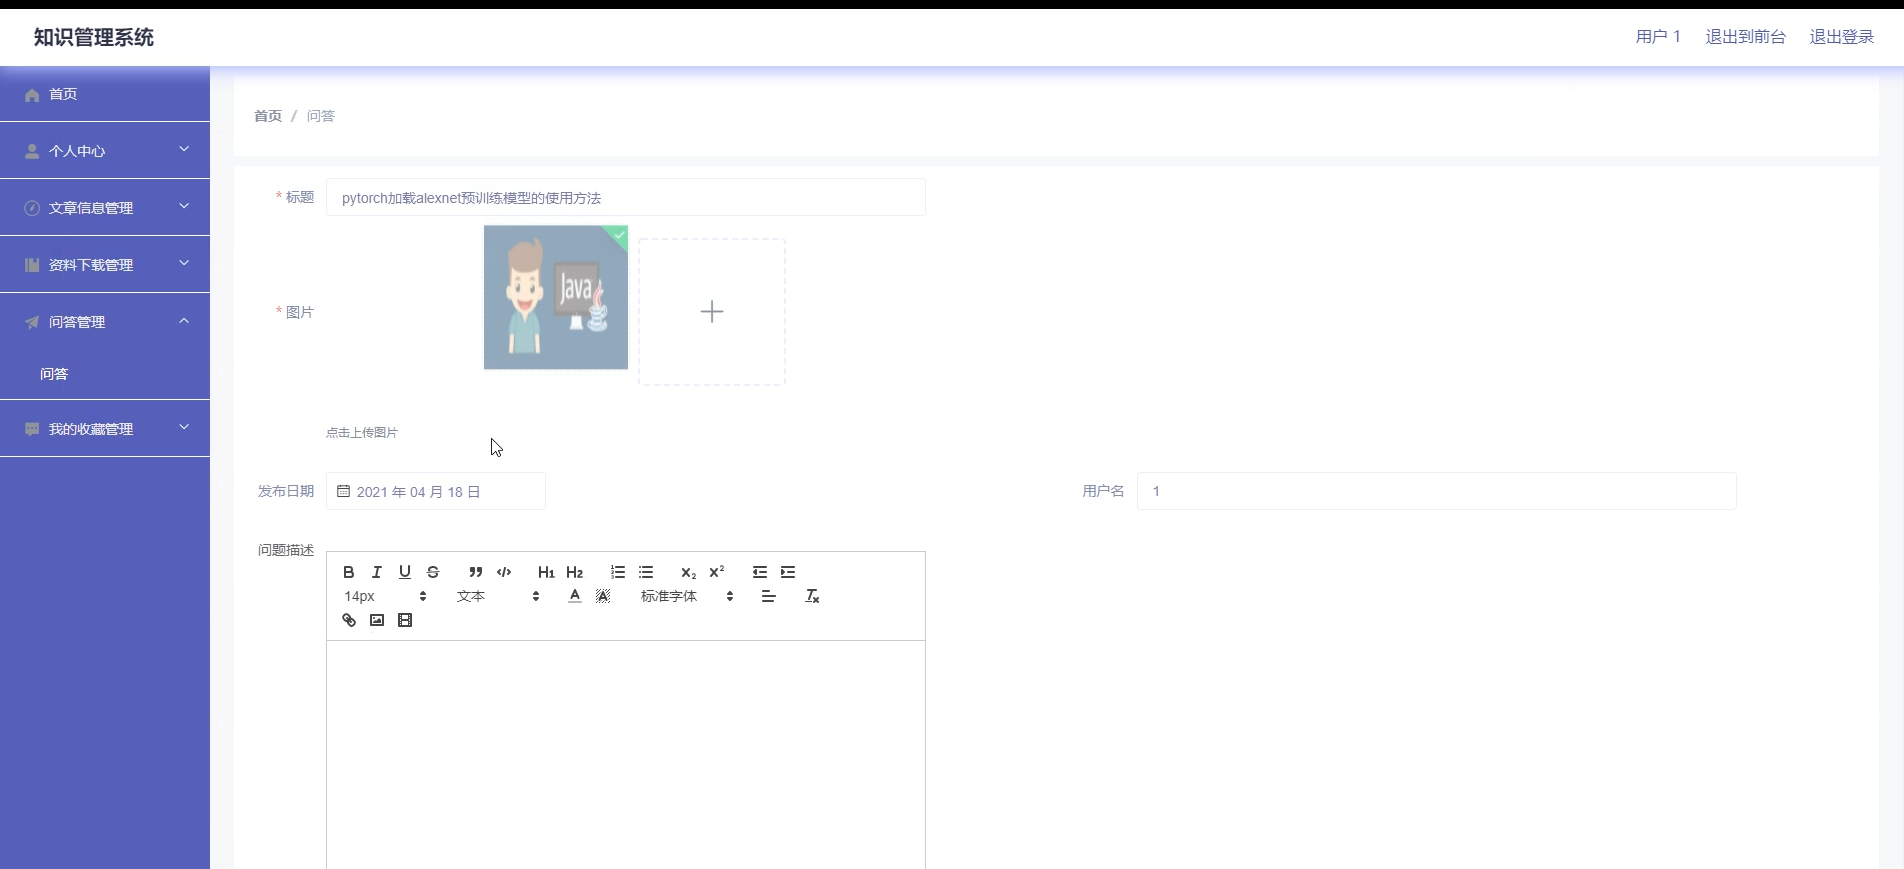 知识管理系统
用户 1 退出到前台 退出登录
首页
个人中心
文章信息管理
资料下载管理
问答管理
问答
我的收藏管理
首页 / 问答
* 标题 pytorch加载alexnet预训练模型的使用方法
* 图片
Java
点击上传图片
发布日期 2021 年 04 月 18 日
用户名 1
问题描述
B I U S H1 H2 X2 X2
14px 文本 A A 标准字体 Tx